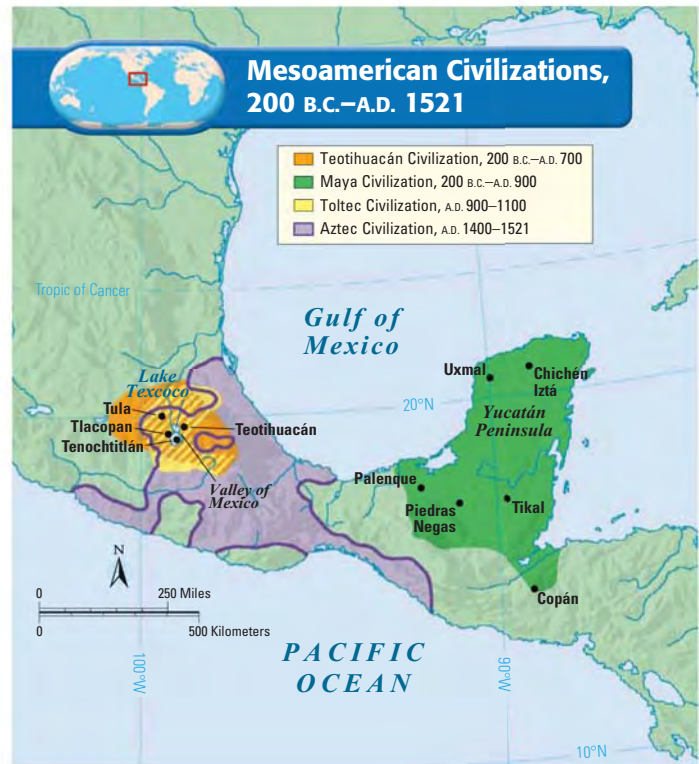 Mesoamerican Civilizations,
200 B.C.–A.D. 1521
Teotihuacán Civilization, 200 B.C.–A.D. 700
Maya Civilization, 200 B.C.–A.D. 900
Toltec Civilization, A.D. 900–1100
Aztec Civilization, A.D. 1400–1521
Tropic of Cancer
Gulf of
Mexico
Lake
Texcoco
Tula
Tlacopan
Tenochtitlán
Teotihuacán
Valley of
Mexico
20°N
Uxmal
Chichén
Iztá
Yucatán
Peninsula
Palenque
Piedras
Negas
Tikal
Copán
N
0 250 Miles
0 500 Kilometers
PACIFIC
OCEAN
100°W
90°W
10°N